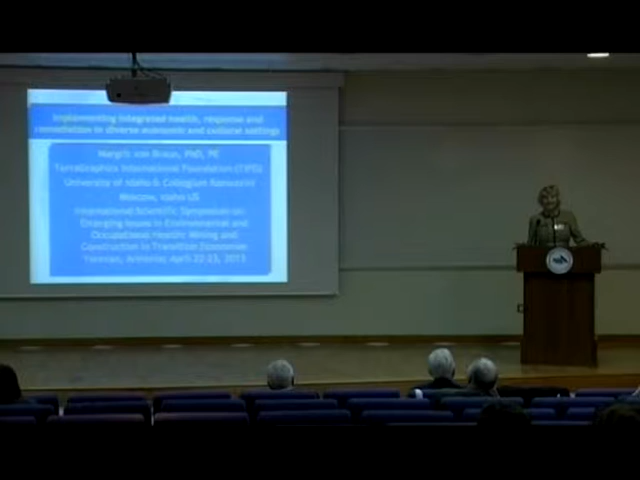 Implementing integrated health, response and
remediation in diverse economic and cultural settings
Margrit von Braun, PhD, PE
TerraGraphics International Foundation (TIFO)
University of Idaho & Collegium Ramazzini
Moscow, Idaho US
International Scientific Symposium on
Emerging Issues in Environmental and
Occupational Health: Mining and
Construction in Transition Economies
Yerevan, Armenia; April 22-23, 2015